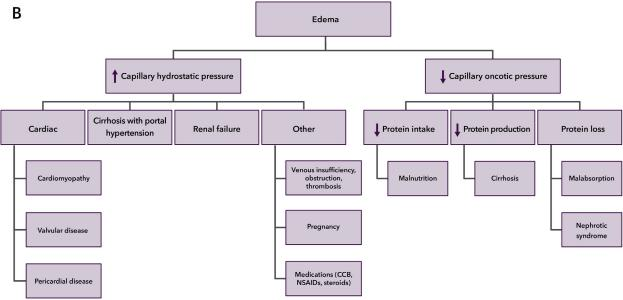 B
Edema
↑ Capillary hydrostatic pressure
↓ Capillary oncotic pressure
Cardiac
Cirrhosis with portal
hypertension
Renal failure
Other
↓ Protein intake
↓ Protein production
Protein loss
Cardiomyopathy
Valvular disease
Pericardial disease
Venous insufficiency,
obstruction,
thrombosis
Pregnancy
Medications (CCB,
NSAIDs, steroids)
Malnutrition
Cirrhosis
Malabsorption
Nephrotic
syndrome